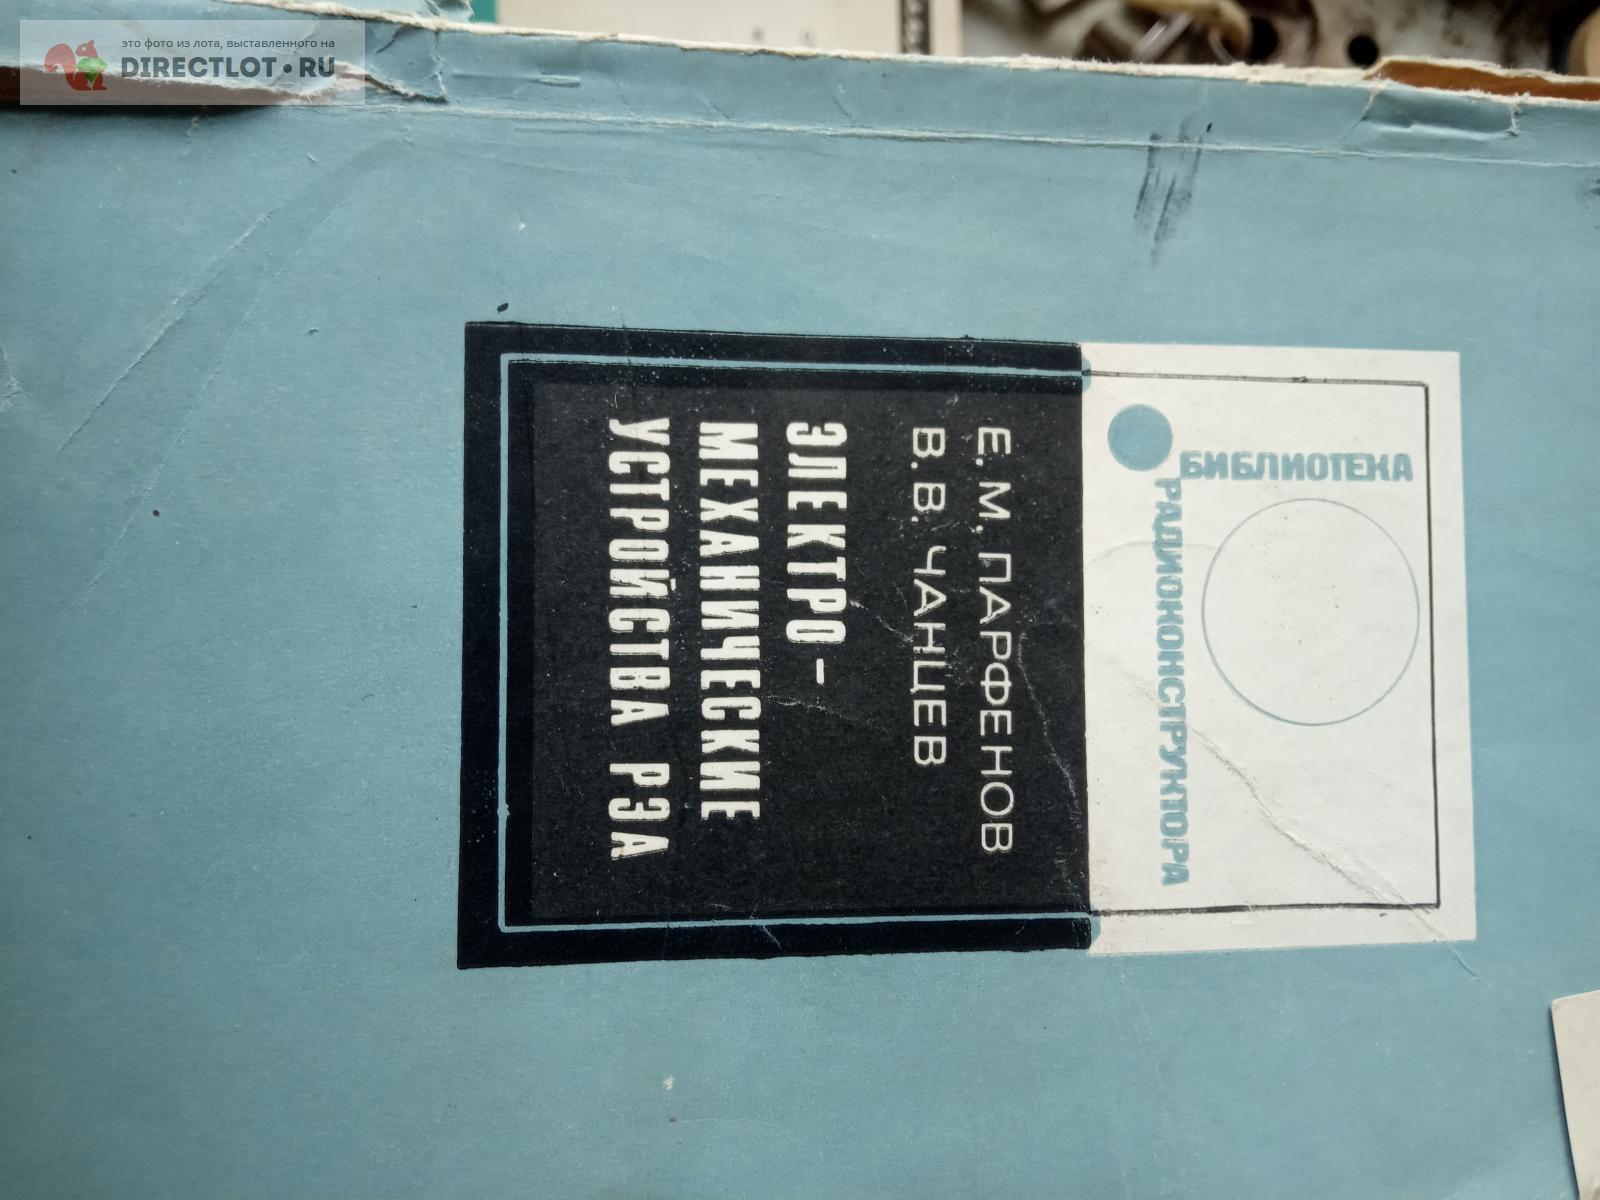 это фото из лота, выставленного на
DIRECTLOT.RU
БИБЛИОТЕКА
РАДИОКОНСТРУКТОРА
Е. М. ПАРФЕНОВ
В. В. ЧАНЦЕВ
ЭЛЕКТРО-
МЕХАНИЧЕСКИЕ
УСТРОЙСТВА РЭА